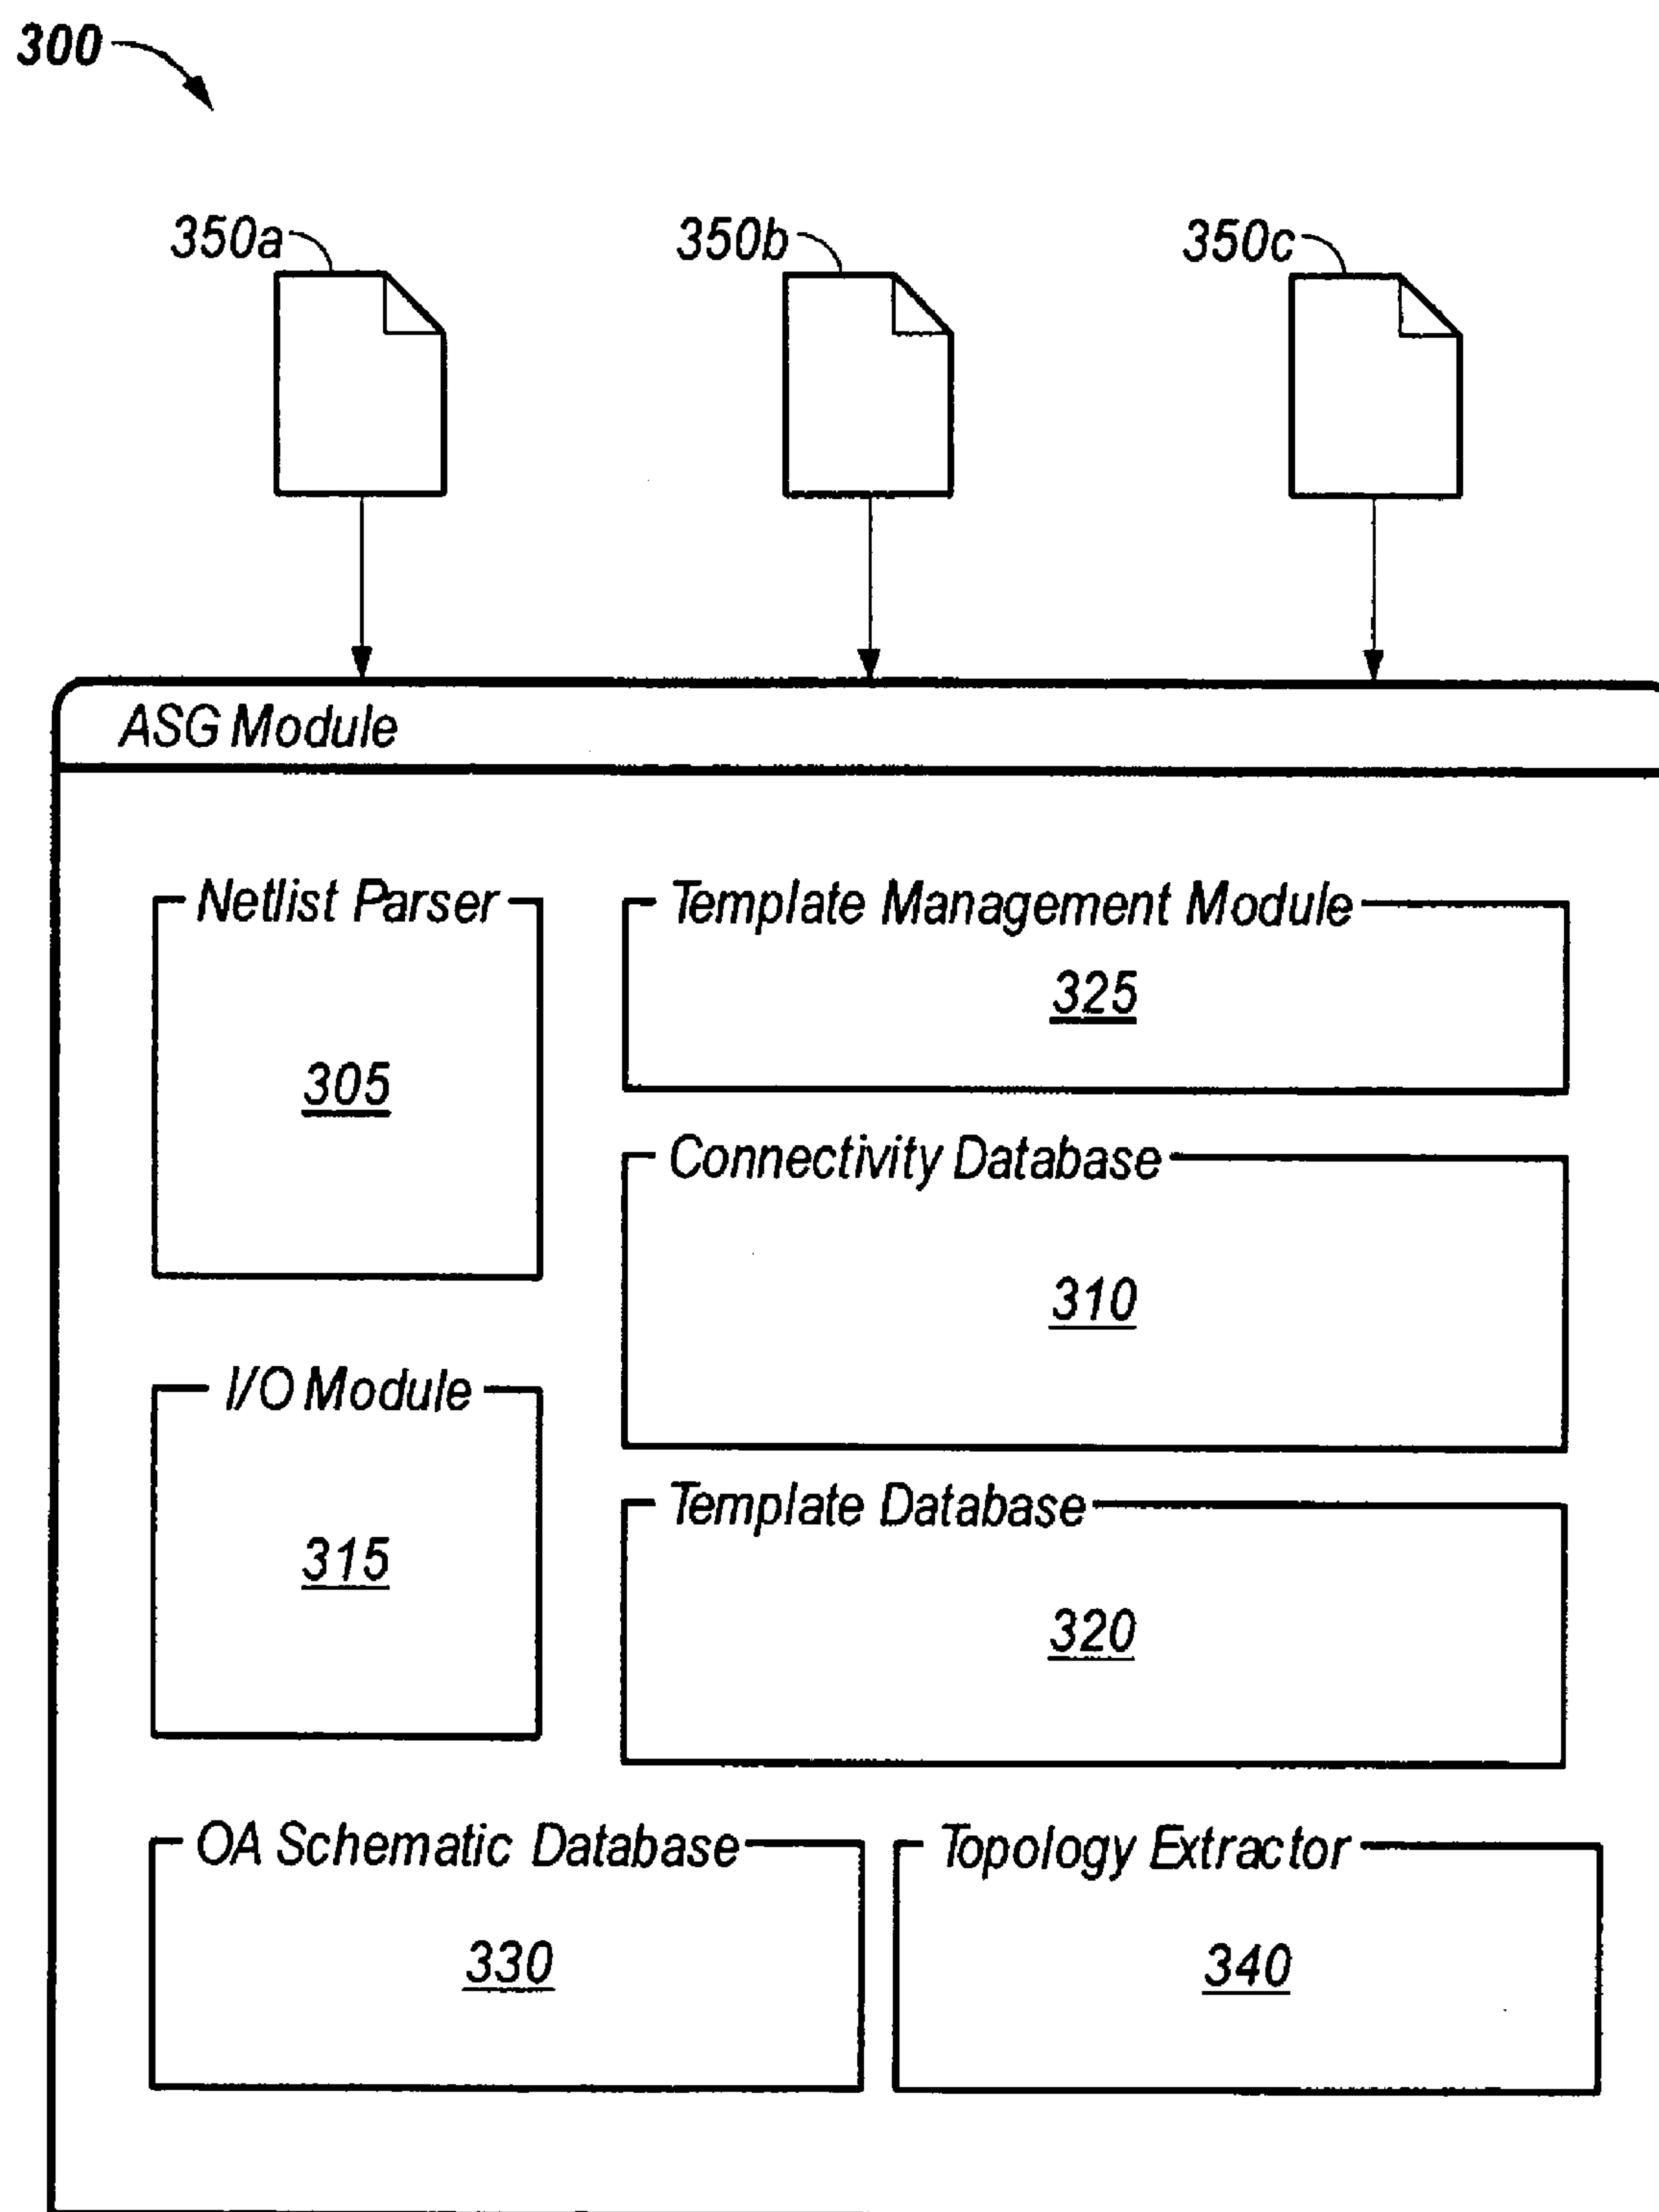 300
350a
350b
350c
ASG Module
Netlist Parser
305
Template Management Module
325
Connectivity Database
310
I/O Module
315
Template Database
320
OA Schematic Database
330
Topology Extractor
340